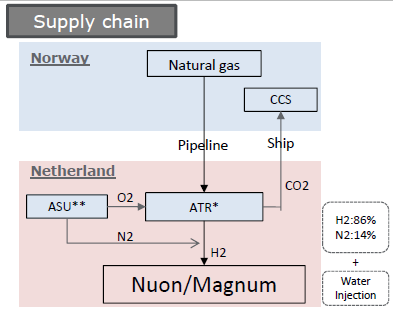 Supply chain
Norway
Natural gas
CCS
Pipeline
Ship
Netherland
ASU**
O2
ATR*
CO2
N2
H2
Nuon/Magnum
H2:86%
N2:14%
+
Water
Injection